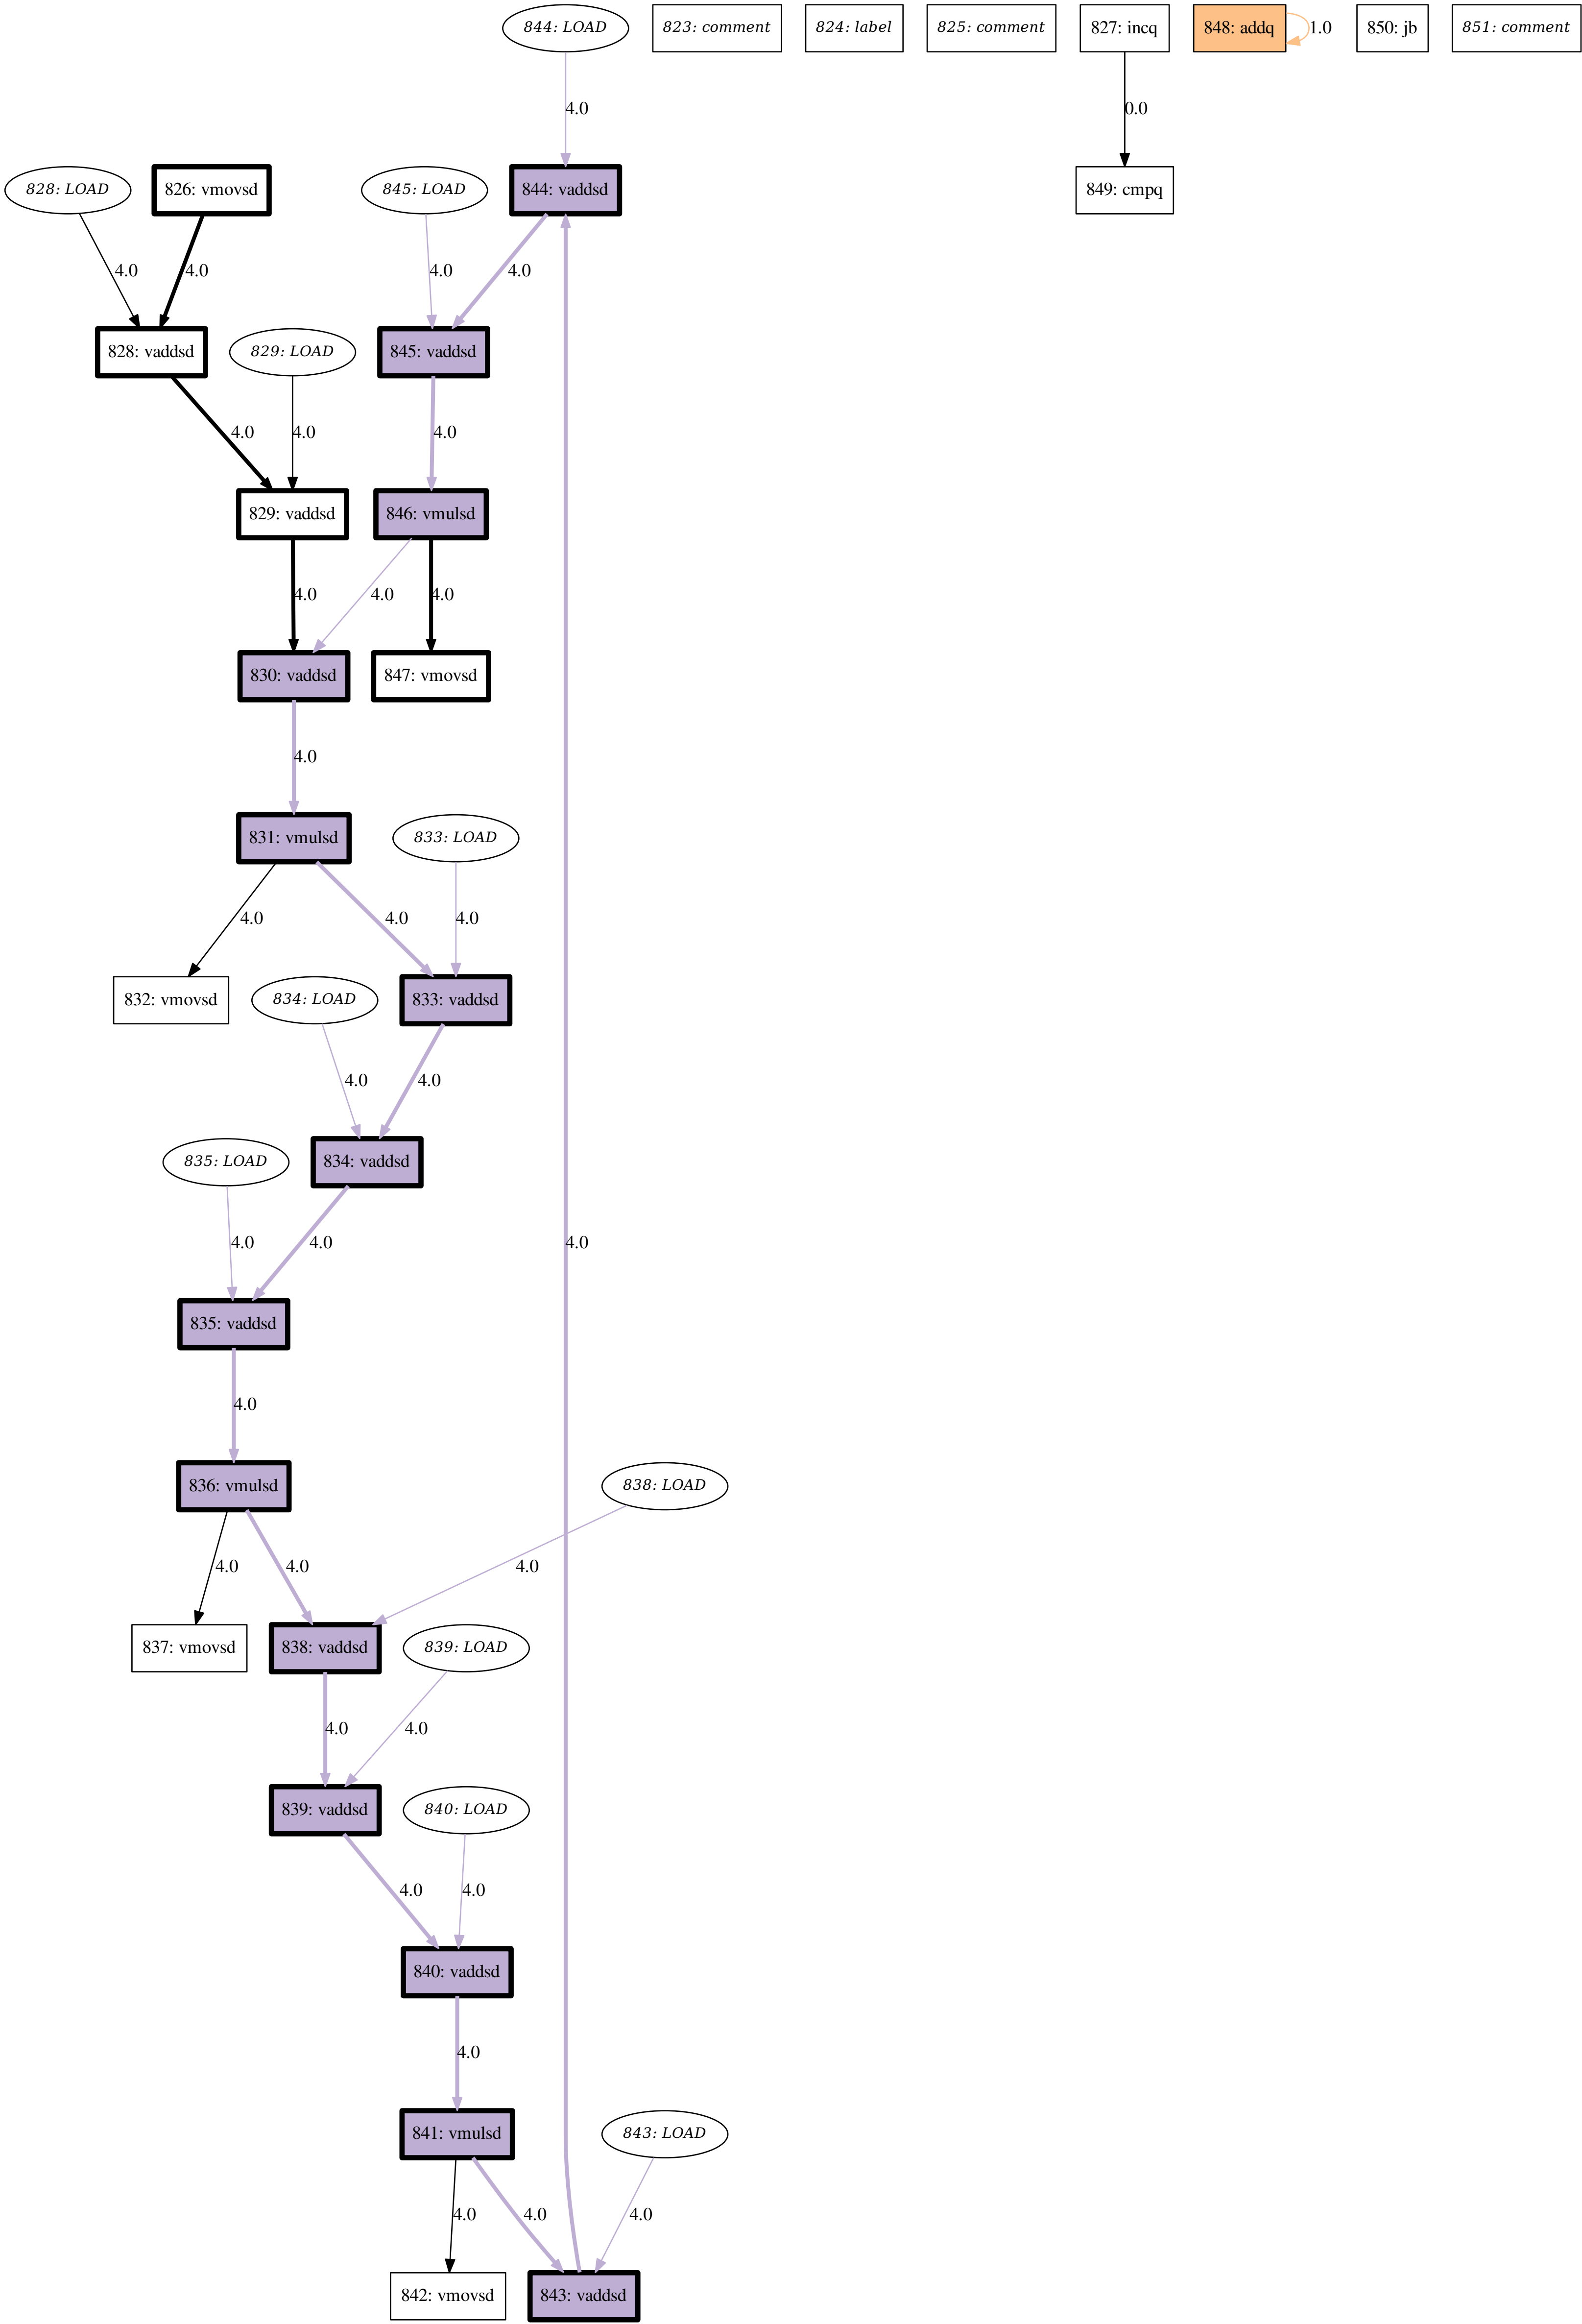 844: LOAD
823: comment
824: label
825: comment
827: incq
848: addq
1.0
850: jb
851: comment
4.0
0.0
828: LOAD
826: vmovsd
845: LOAD
844: vaddsd
849: cmpq
4.0
4.0
4.0
4.0
828: vaddsd
829: LOAD
845: vaddsd
4.0
4.0
4.0
829: vaddsd
846: vmulsd
4.0
4.0
4.0
830: vaddsd
847: vmovsd
4.0
831: vmulsd
833: LOAD
4.0
4.0
4.0
832: vmovsd
834: LOAD
833: vaddsd
4.0
4.0
835: LOAD
834: vaddsd
4.0
4.0
4.0
835: vaddsd
4.0
836: vmulsd
838: LOAD
4.0
4.0
4.0
837: vmovsd
838: vaddsd
839: LOAD
4.0
4.0
839: vaddsd
840: LOAD
4.0
4.0
840: vaddsd
4.0
841: vmulsd
843: LOAD
4.0
4.0
4.0
842: vmovsd
843: vaddsd